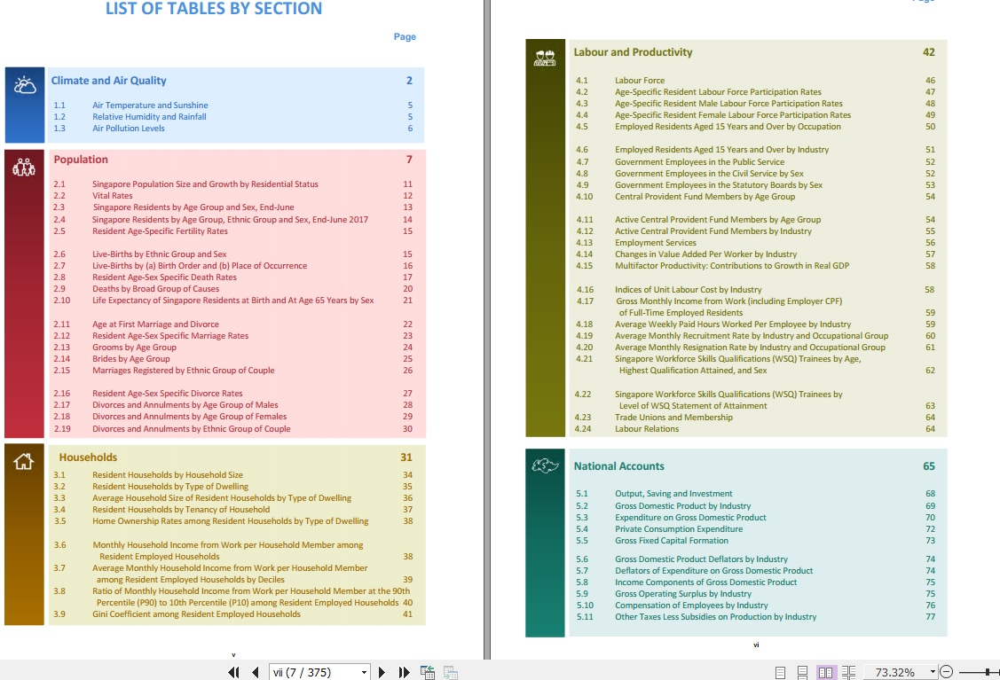 LIST OF TABLES BY SECTION
Page
Climate and Air Quality 2
1.1 Air Temperature and Sunshine 5
1.2 Relative Humidity and Rainfall 5
1.3 Air Pollution Levels 6
Population 7
2.1 Singapore Population Size and Growth by Residential Status 11
2.2 Vital Rates 12
2.3 Singapore Residents by Age Group and Sex, End-June 13
2.4 Singapore Residents by Age Group, Ethnic Group and Sex, End-June 2017 14
2.5 Resident Age-Specific Fertility Rates 15
2.6 Live-Births by Ethnic Group and Sex 15
2.7 Live-Births by (a) Birth Order and (b) Place of Occurrence 16
2.8 Resident Age-Sex Specific Death Rates 17
2.9 Deaths by Broad Group of Causes 20
2.10 Life Expectancy of Singapore Residents at Birth and At Age 65 Years by Sex 21
2.11 Age at First Marriage and Divorce 22
2.12 Resident Age-Sex Specific Marriage Rates 23
2.13 Grooms by Age Group 24
2.14 Brides by Age Group 25
2.15 Marriages Registered by Ethnic Group of Couple 26
2.16 Resident Age-Sex Specific Divorce Rates 27
2.17 Divorces and Annulments by Age Group of Males 28
2.18 Divorces and Annulments by Age Group of Females 29
2.19 Divorces and Annulments by Ethnic Group of Couple 30
Households 31
3.1 Resident Households by Household Size 34
3.2 Resident Households by Type of Dwelling 35
3.3 Average Household Size of Resident Households by Type of Dwelling 36
3.4 Resident Households by Tenancy of Household 37
3.5 Home Ownership Rates among Resident Households by Type of Dwelling 38
3.6 Monthly Household Income from Work per Household Member among
Resident Employed Households 38
3.7 Average Monthly Household Income from Work per Household Member
among Resident Employed Households by Deciles 39
3.8 Ratio of Monthly Household Income from Work per Household Member at the 90th
Percentile (P90) to 10th Percentile (P10) among Resident Employed Households 40
3.9 Gini Coefficient among Resident Employed Households 41
v
Page
Labour and Productivity 42
4.1 Labour Force 46
4.2 Age-Specific Resident Labour Force Participation Rates 47
4.3 Age-Specific Resident Male Labour Force Participation Rates 48
4.4 Age-Specific Resident Female Labour Force Participation Rates 49
4.5 Employed Residents Aged 15 Years and Over by Occupation 50
4.6 Employed Residents Aged 15 Years and Over by Industry 51
4.7 Government Employees in the Public Service 52
4.8 Government Employees in the Civil Service by Sex 52
4.9 Government Employees in the Statutory Boards by Sex 53
4.10 Central Provident Fund Members by Age Group 54
4.11 Active Central Provident Fund Members by Age Group 54
4.12 Active Central Provident Fund Members by Industry 55
4.13 Employment Services 56
4.14 Changes in Value Added Per Worker by Industry 57
4.15 Multifactor Productivity: Contributions to Growth in Real GDP 58
4.16 Indices of Unit Labour Cost by Industry 58
4.17 Gross Monthly Income from Work (including Employer CPF)
of Full-Time Employed Residents 59
4.18 Average Weekly Paid Hours Worked Per Employee by Industry 59
4.19 Average Monthly Recruitment Rate by Industry and Occupational Group 60
4.20 Average Monthly Resignation Rate by Industry and Occupational Group 61
4.21 Singapore Workforce Skills Qualifications (WSQ) Trainees by Age,
Highest Qualification Attained, and Sex 62
4.22 Singapore Workforce Skills Qualifications (WSQ) Trainees by
Level of WSQ Statement of Attainment 63
4.23 Trade Unions and Membership 64
4.24 Labour Relations 64
National Accounts 65
5.1 Output, Saving and Investment 68
5.2 Gross Domestic Product by Industry 69
5.3 Expenditure on Gross Domestic Product 70
5.4 Private Consumption Expenditure 72
5.5 Gross Fixed Capital Formation 73
5.6 Gross Domestic Product Deflators by Industry 74
5.7 Deflators of Expenditure on Gross Domestic Product 74
5.8 Income Components of Gross Domestic Product 75
5.9 Gross Operating Surplus by Industry 75
5.10 Compensation of Employees by Industry 76
5.11 Other Taxes Less Subsidies on Production by Industry 77
vi
vii (7 / 375)
73.32%